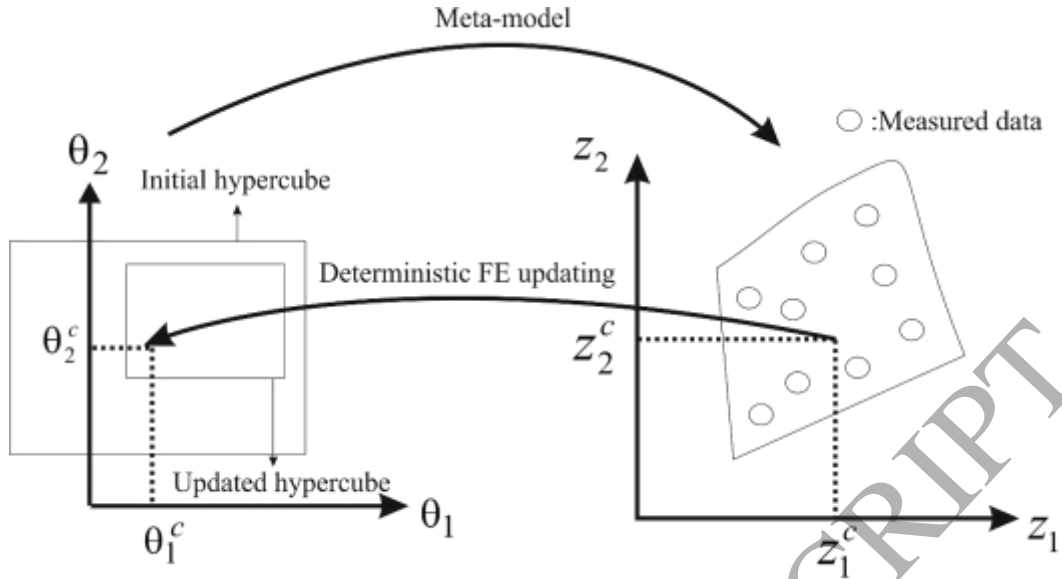 Meta-model
○ :Measured data
θ₂
z₂
Initial hypercube
Deterministic FE updating
θ₂ᶜ
z₂ᶜ
Updated hypercube
θ₁
z₁
θ₁ᶜ
z₁ᶜ
CRIPT